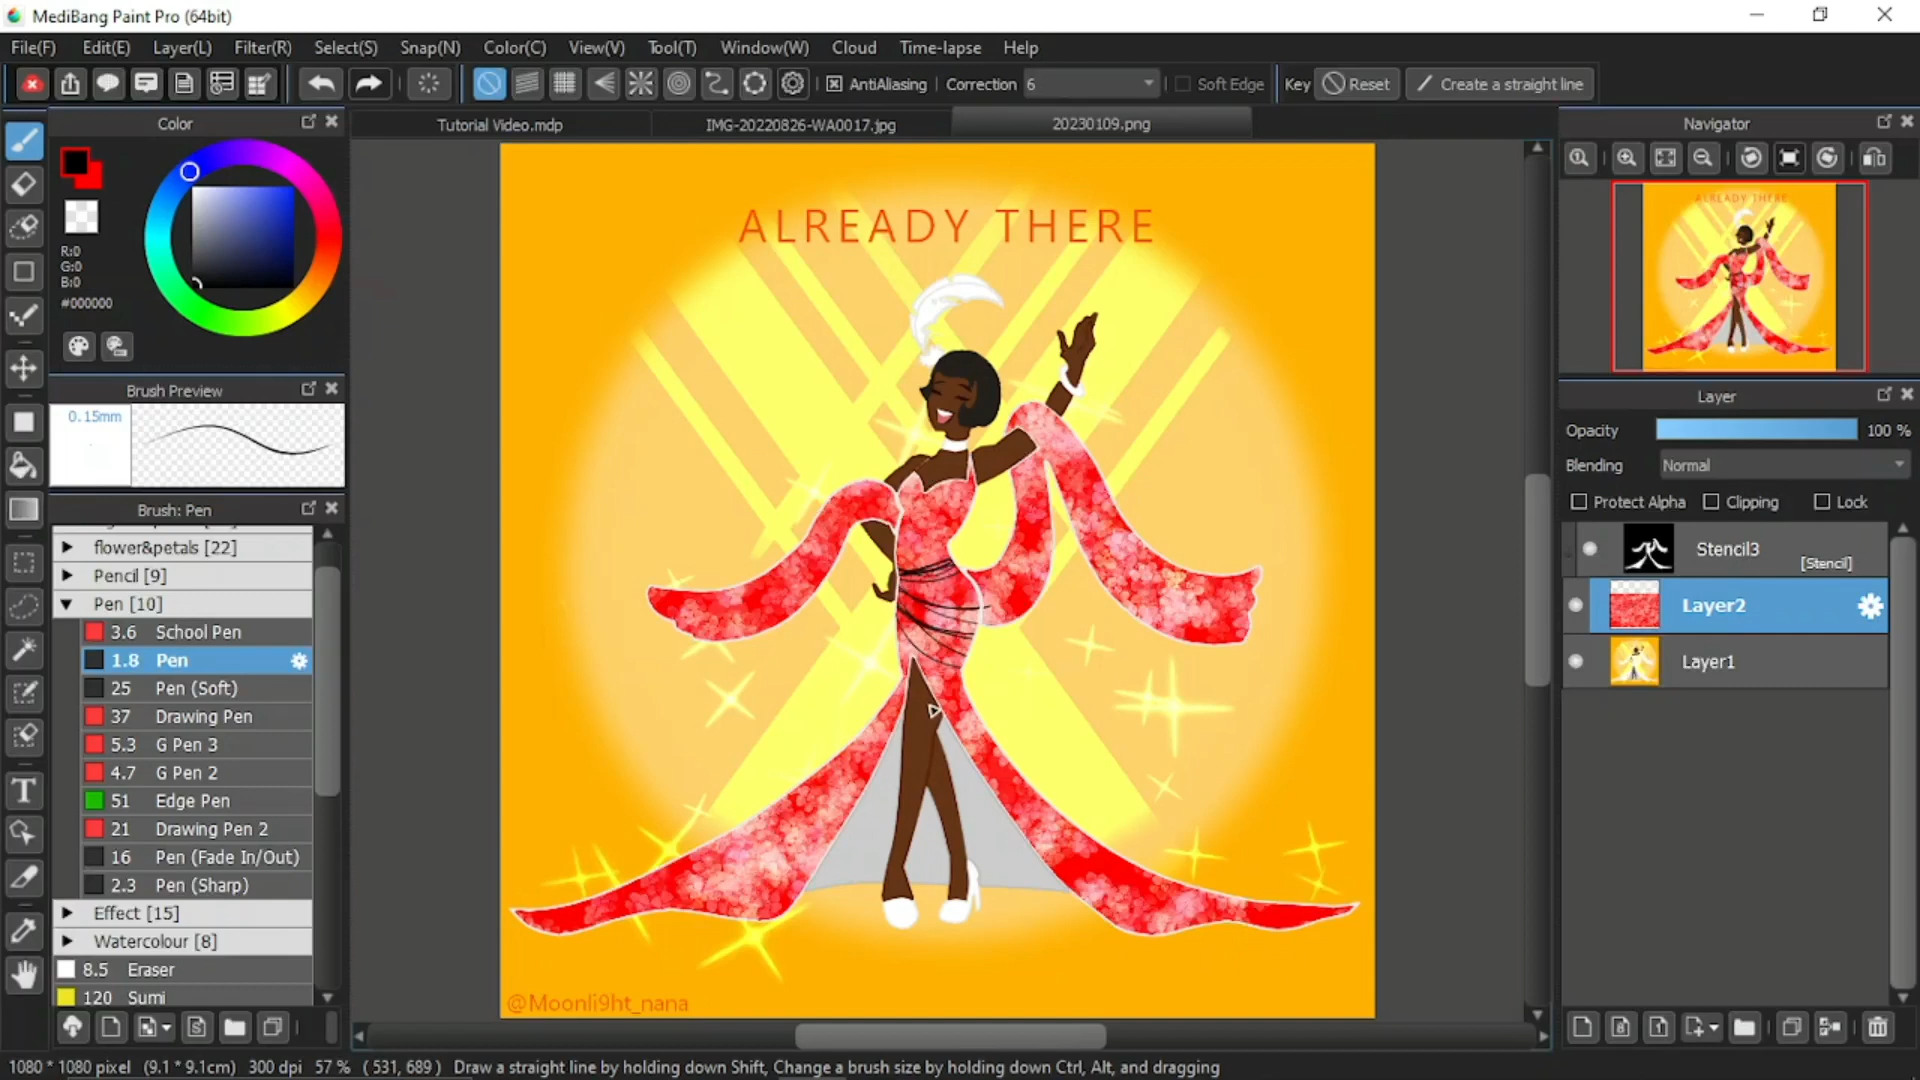 MediBang Paint Pro (64bit)
File(F) Edit(E) Layer(L) Filter(R) Select(S) Snap(N) Color(C) View(V) Tool(T) Window(W) Cloud Time-lapse Help
AntiAliasing Correction 6 Soft Edge Key Reset Create a straight line
Color
Tutorial Video.mdp IMG-20220826-WA0017.jpg 20230109.png
Navigator
R:0
G:0
B:0
#000000
ALREADY THERE
ALREADY THERE
Brush Preview
0.15mm
Layer
Opacity 100 %
Blending Normal
Protect Alpha Clipping Lock
Brush: Pen
flower&petals [22]
Pencil [9]
Pen [10]
3.6 School Pen
1.8 Pen
25 Pen (Soft)
37 Drawing Pen
5.3 G Pen 3
4.7 G Pen 2
51 Edge Pen
21 Drawing Pen 2
16 Pen (Fade In/Out)
2.3 Pen (Sharp)
Effect [15]
Watercolour [8]
8.5 Eraser
120 Sumi
Stencil3
[Stencil]
Layer2
Layer1
@Moonli9ht_nana
1080 * 1080 pixel (9.1 * 9.1cm) 300 dpi 57 % ( 531, 689 ) Draw a straight line by holding down Shift, Change a brush size by holding down Ctrl, Alt, and dragging